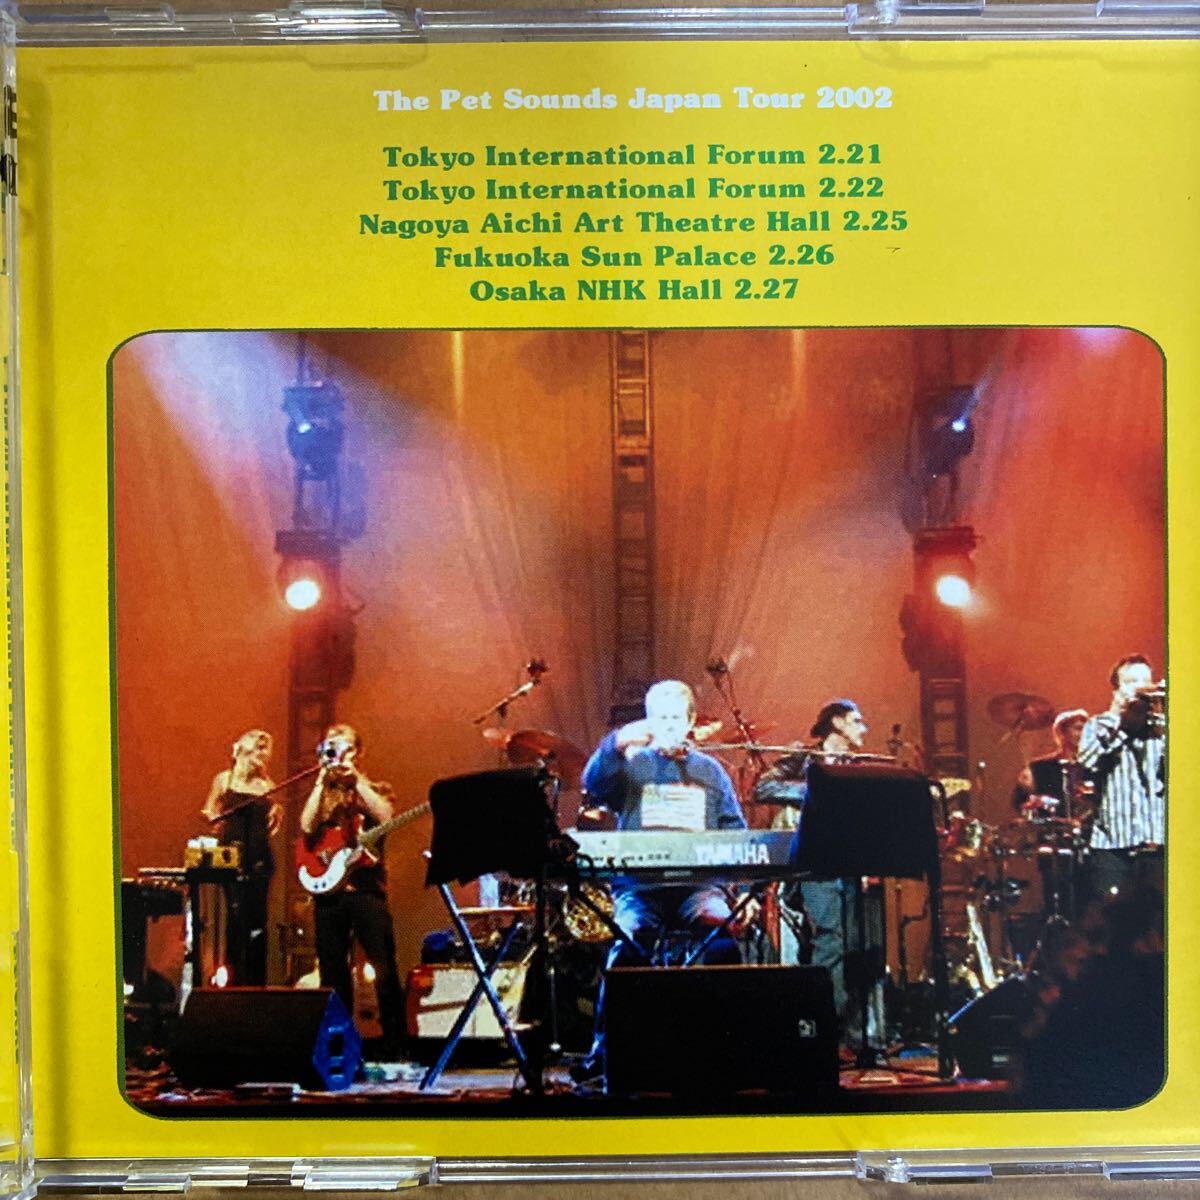 The Pet Sounds Japan Tour 2002
Tokyo International Forum 2.21
Tokyo International Forum 2.22
Nagoya Aichi Art Theatre Hall 2.25
Fukuoka Sun Palace 2.26
Osaka NHK Hall 2.27
YAMAHA